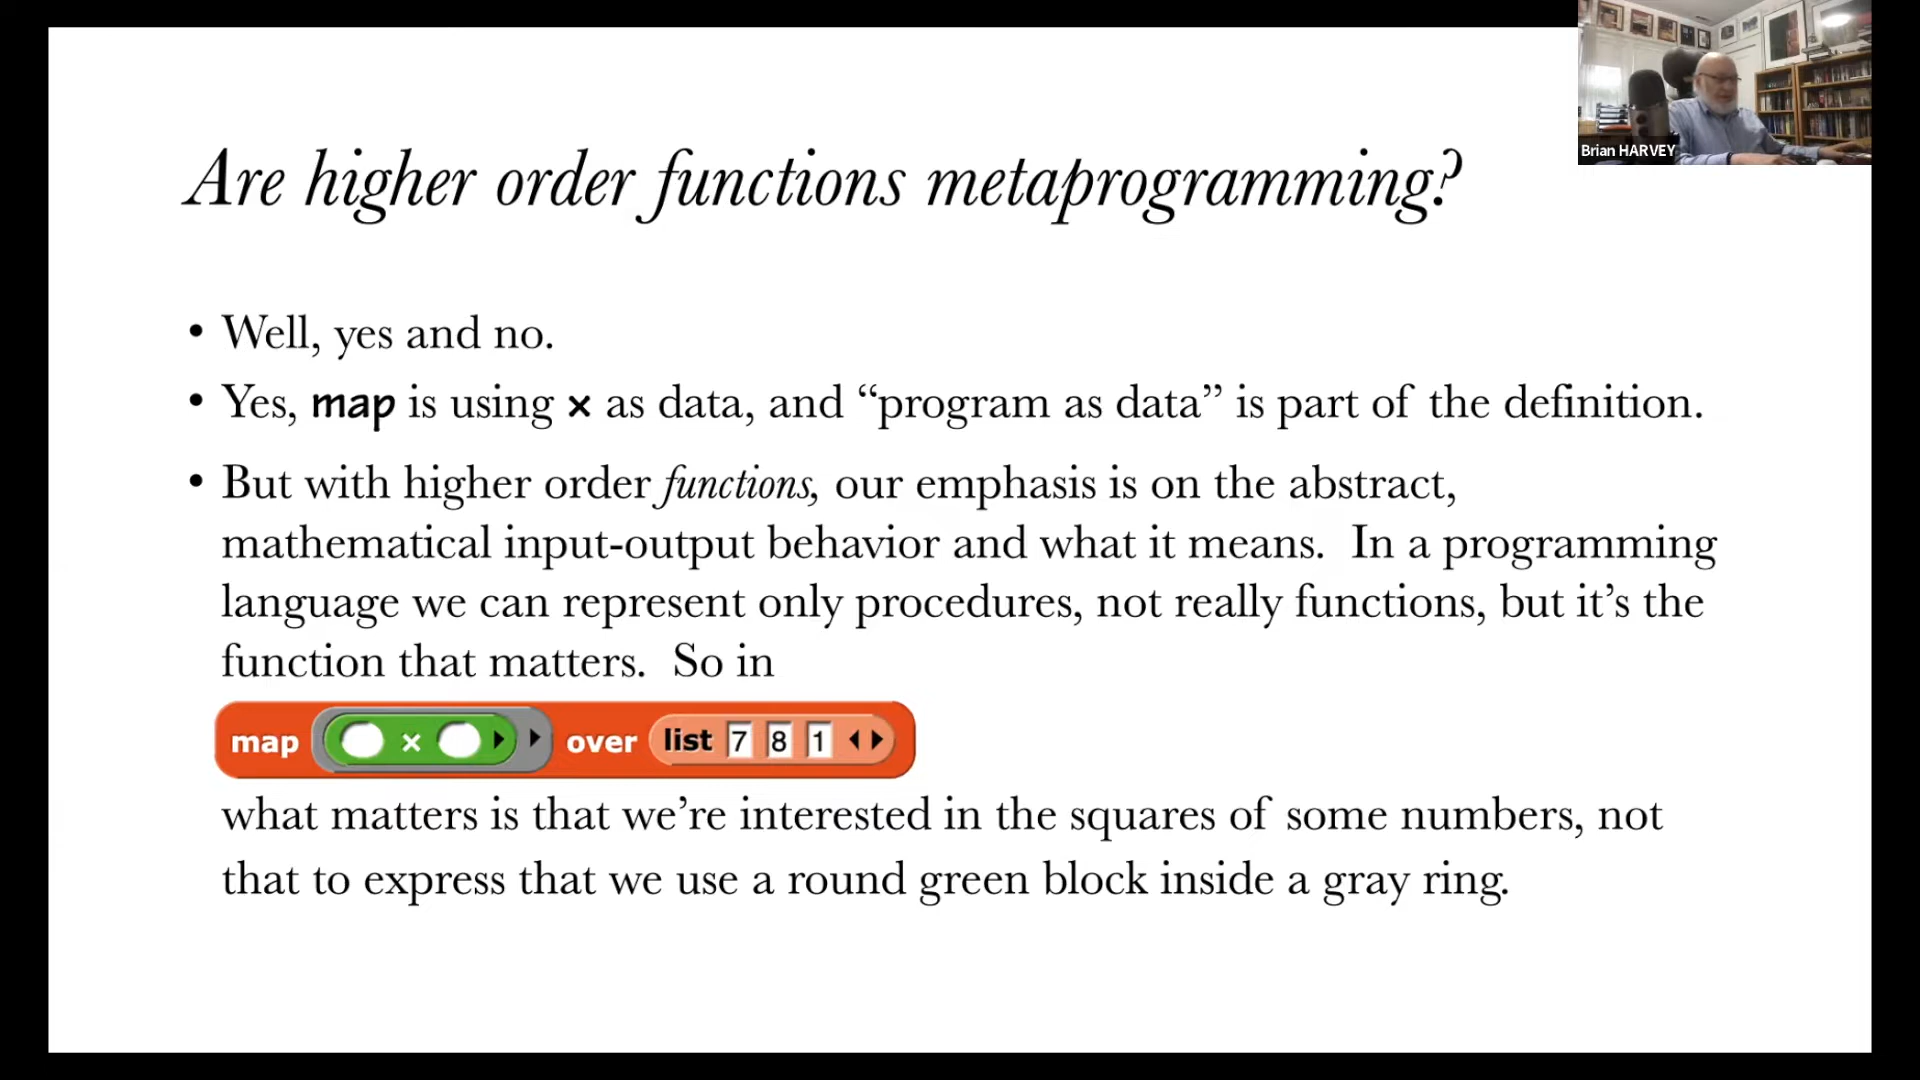 Brian HARVEY
Are higher order functions metaprogramming?
• Well, yes and no.
• Yes, map is using × as data, and “program as data” is part of the definition.
• But with higher order functions, our emphasis is on the abstract,
mathematical input-output behavior and what it means. In a programming
language we can represent only procedures, not really functions, but it’s the
function that matters. So in
map × over list 7 8 1
what matters is that we’re interested in the squares of some numbers, not
that to express that we use a round green block inside a gray ring.